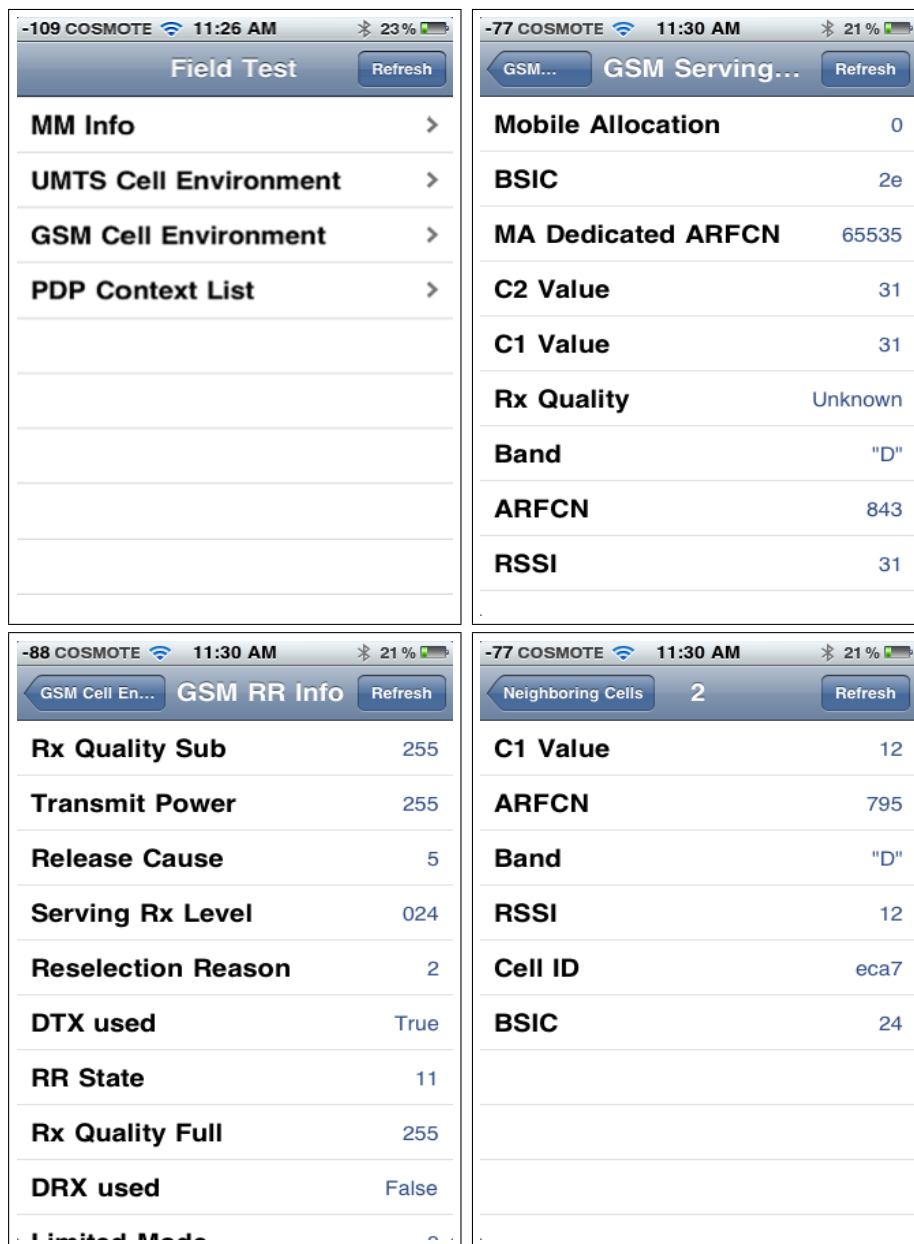 -109 COSMOTE 11:26 AM 23%
Field Test Refresh
MM Info
UMTS Cell Environment
GSM Cell Environment
PDP Context List
-77 COSMOTE 11:30 AM 21%
GSM... GSM Serving... Refresh
Mobile Allocation 0
BSIC 2e
MA Dedicated ARFCN 65535
C2 Value 31
C1 Value 31
Rx Quality Unknown
Band "D"
ARFCN 843
RSSI 31
-88 COSMOTE 11:30 AM 21%
GSM Cell En... GSM RR Info Refresh
Rx Quality Sub 255
Transmit Power 255
Release Cause 5
Serving Rx Level 024
Reselection Reason 2
DTX used True
RR State 11
Rx Quality Full 255
DRX used False
Limited Mode
-77 COSMOTE 11:30 AM 21%
Neighboring Cells 2 Refresh
C1 Value 12
ARFCN 795
Band "D"
RSSI 12
Cell ID eca7
BSIC 24